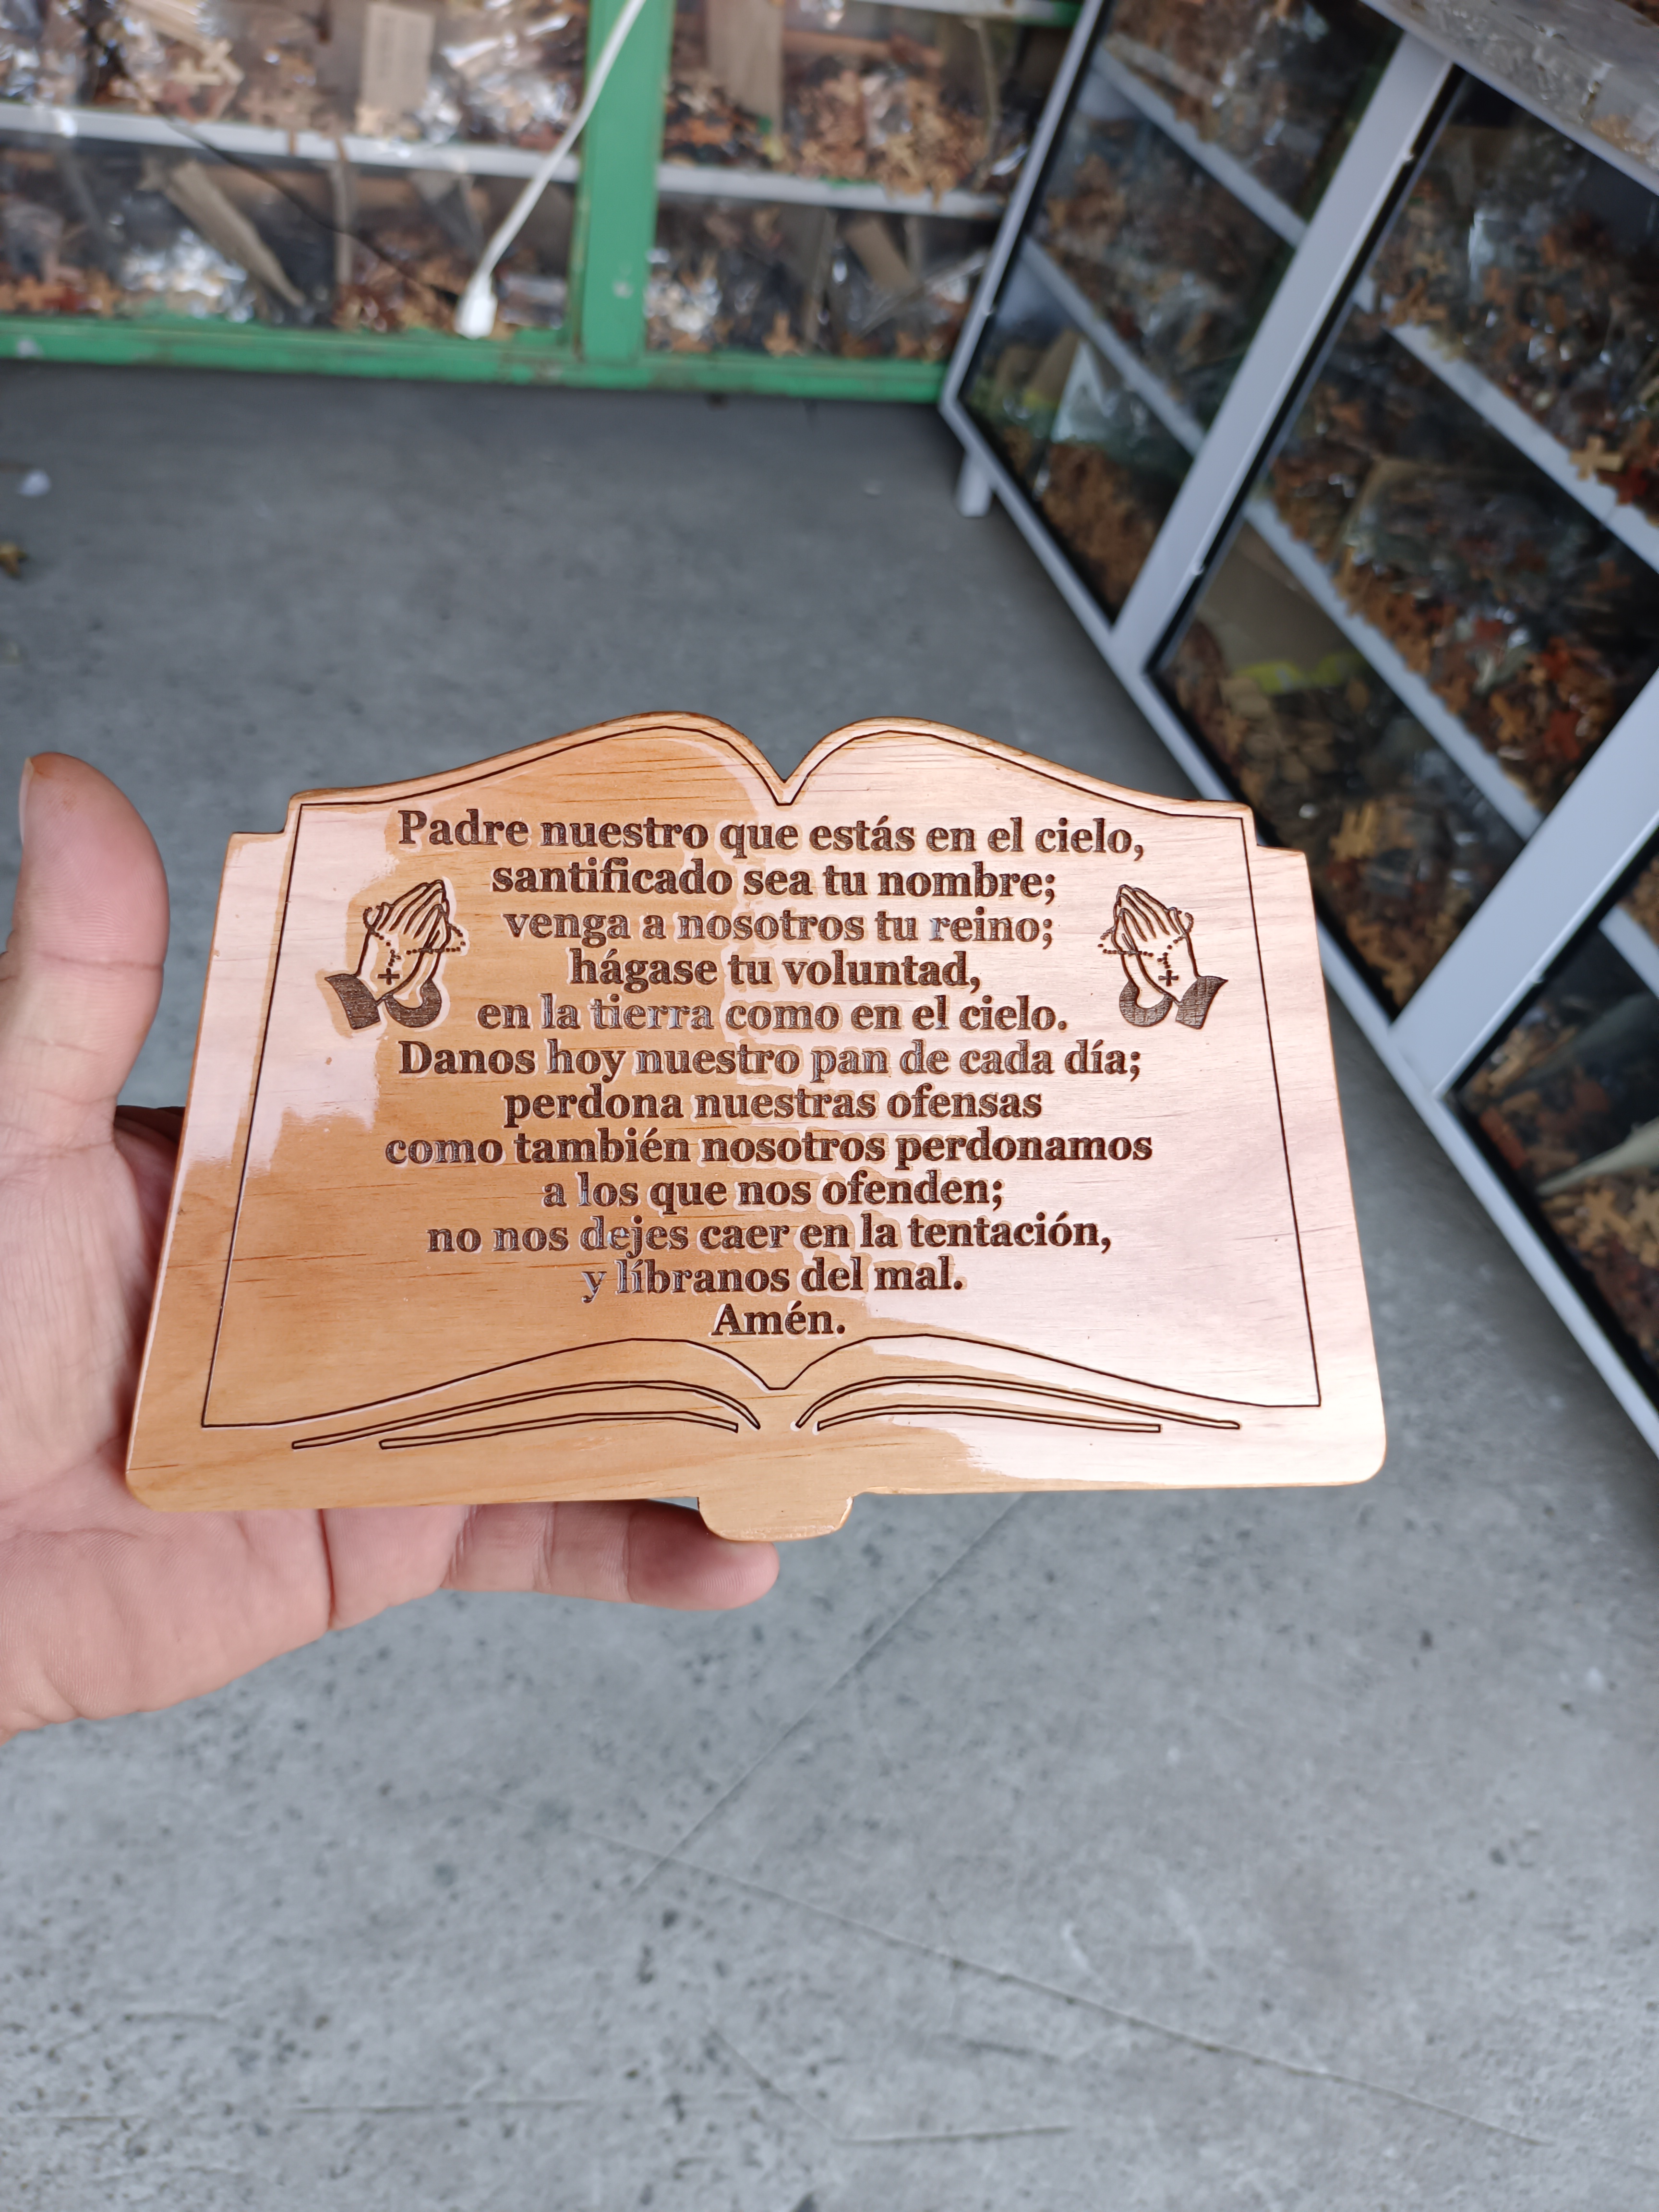 Padre nuestro que estás en el cielo,
santificado sea tu nombre;
venga a nosotros tu reino;
hágase tu voluntad,
en la tierra como en el cielo.
Danos hoy nuestro pan de cada día;
perdona nuestras ofensas
como también nosotros perdonamos
a los que nos ofenden;
no nos dejes caer en la tentación,
y líbranos del mal.
Amén.